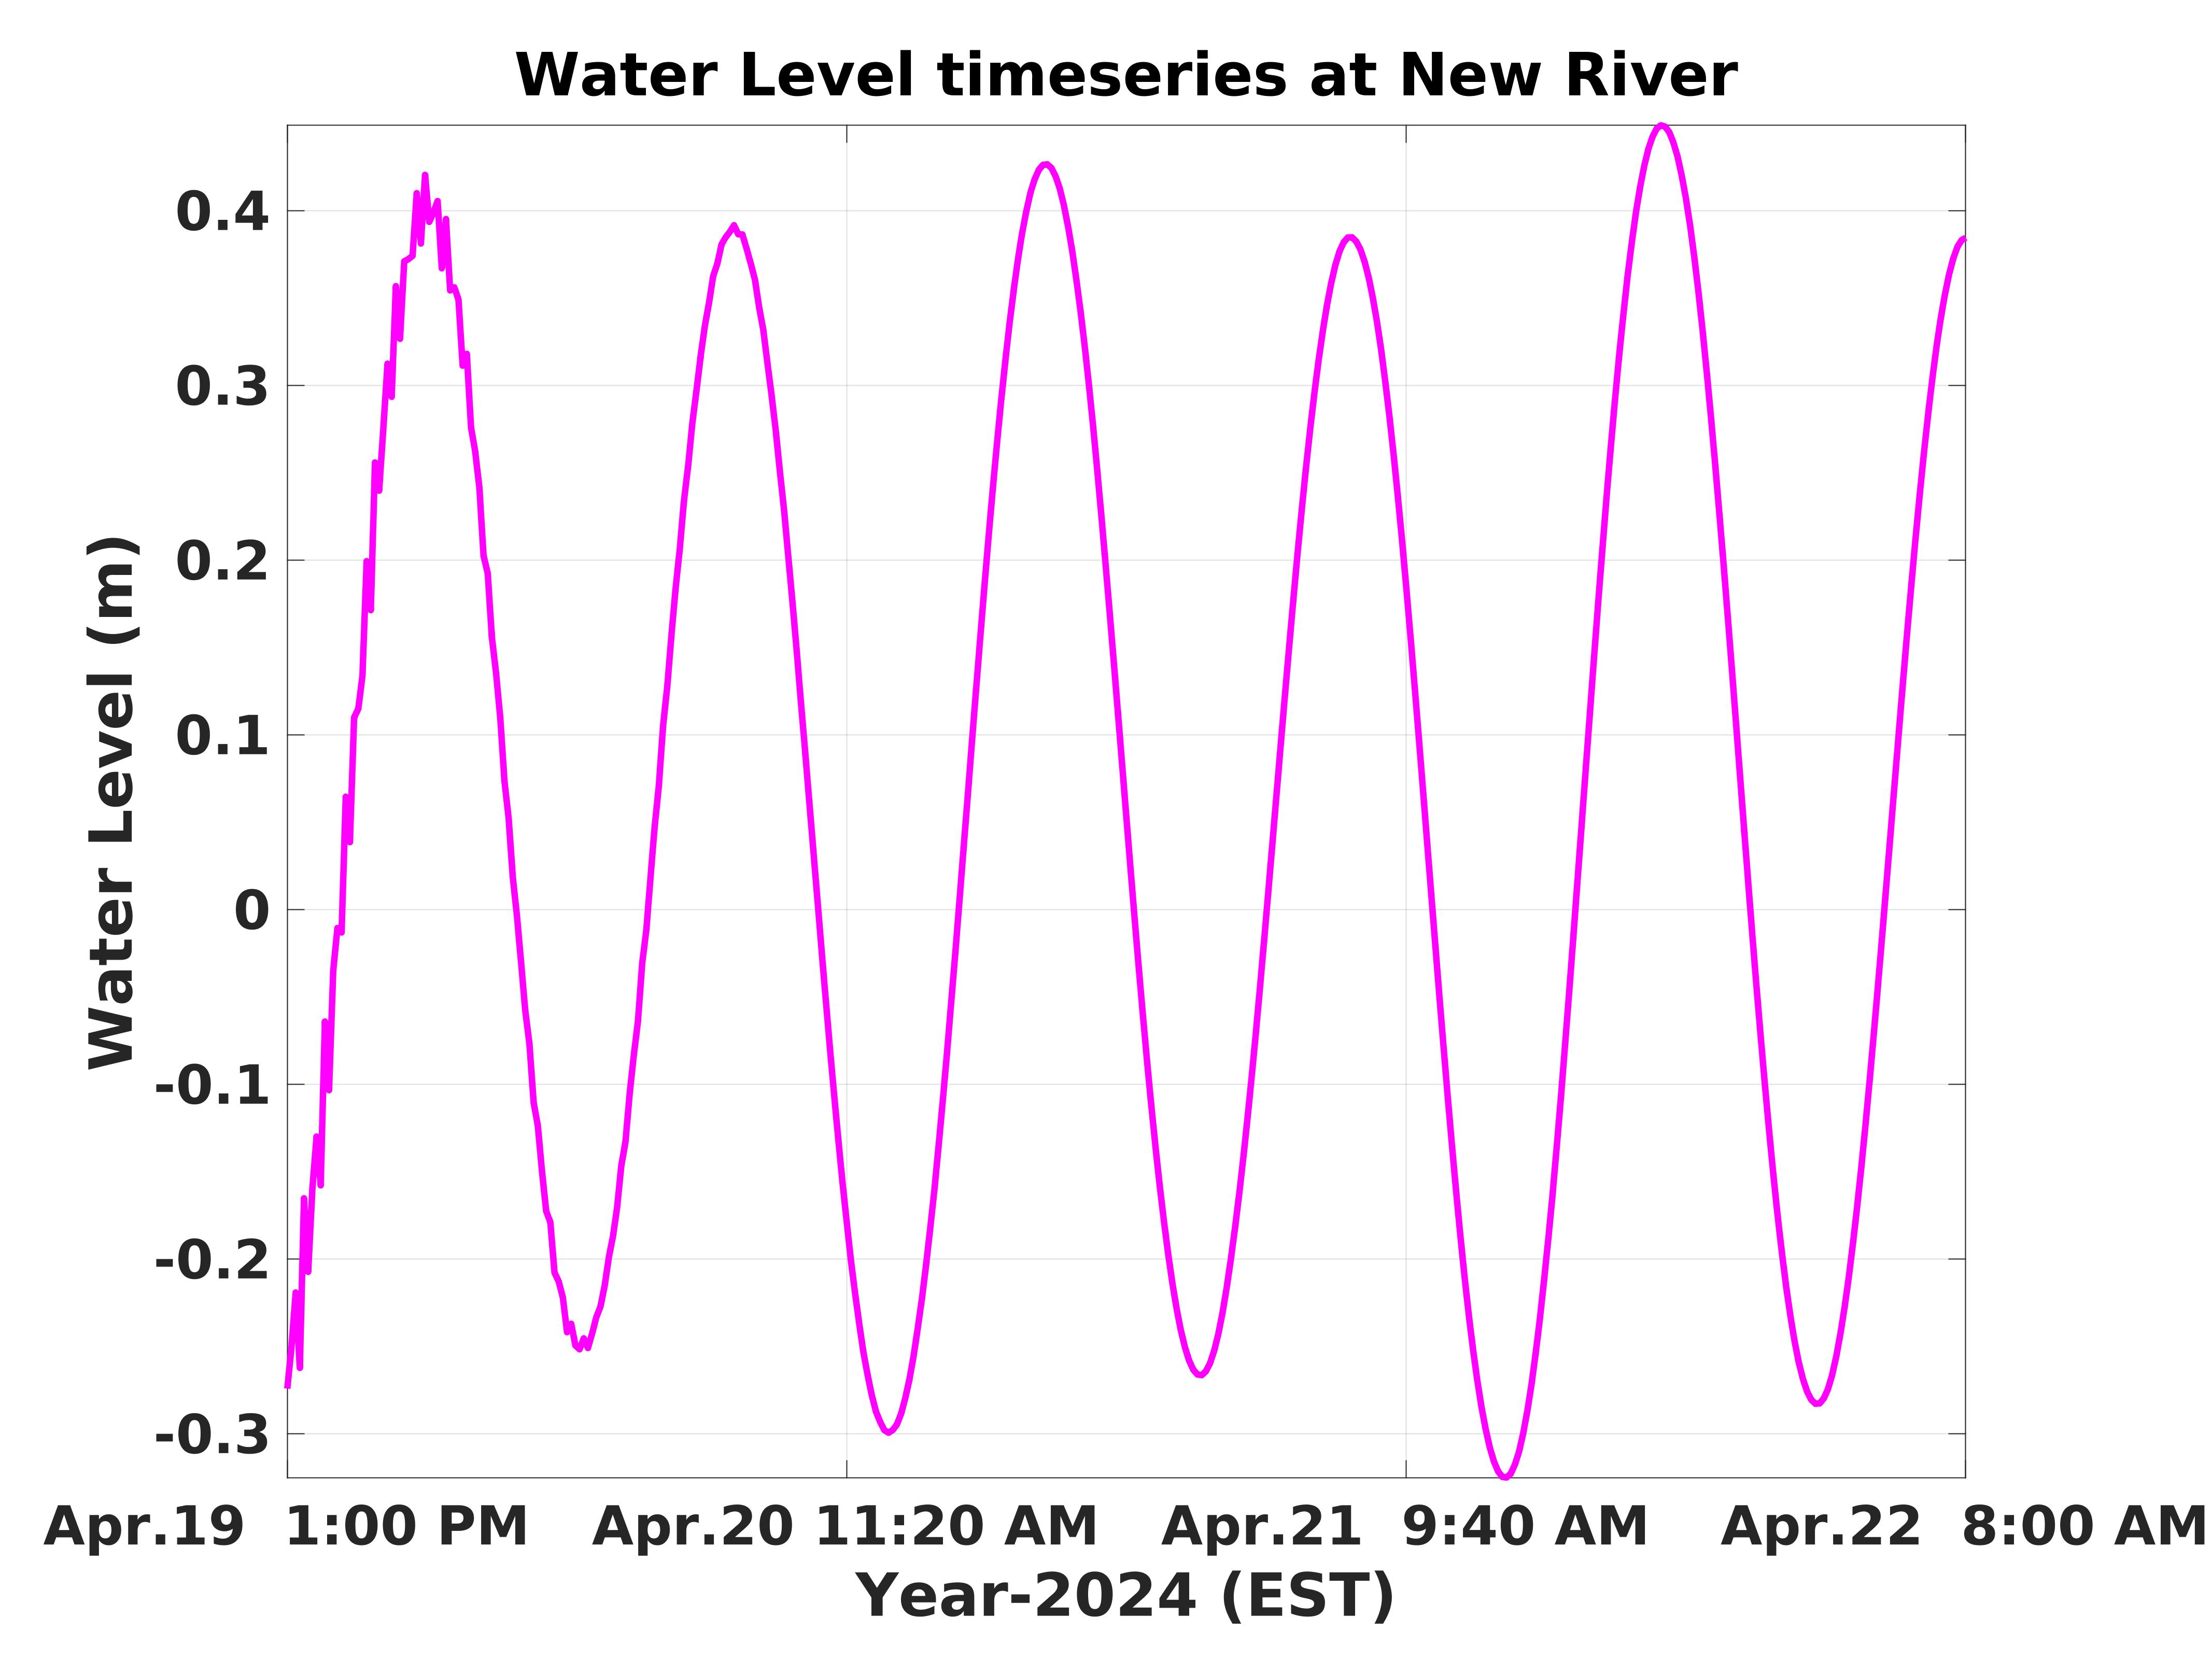 Water Level timeseries at New River
Water Level (m)
0.4
0.3
0.2
0.1
0
-0.1
-0.2
-0.3
Apr.19 1:00 PM Apr.20 11:20 AM Apr.21 9:40 AM Apr.22 8:00 AM
Year-2024 (EST)